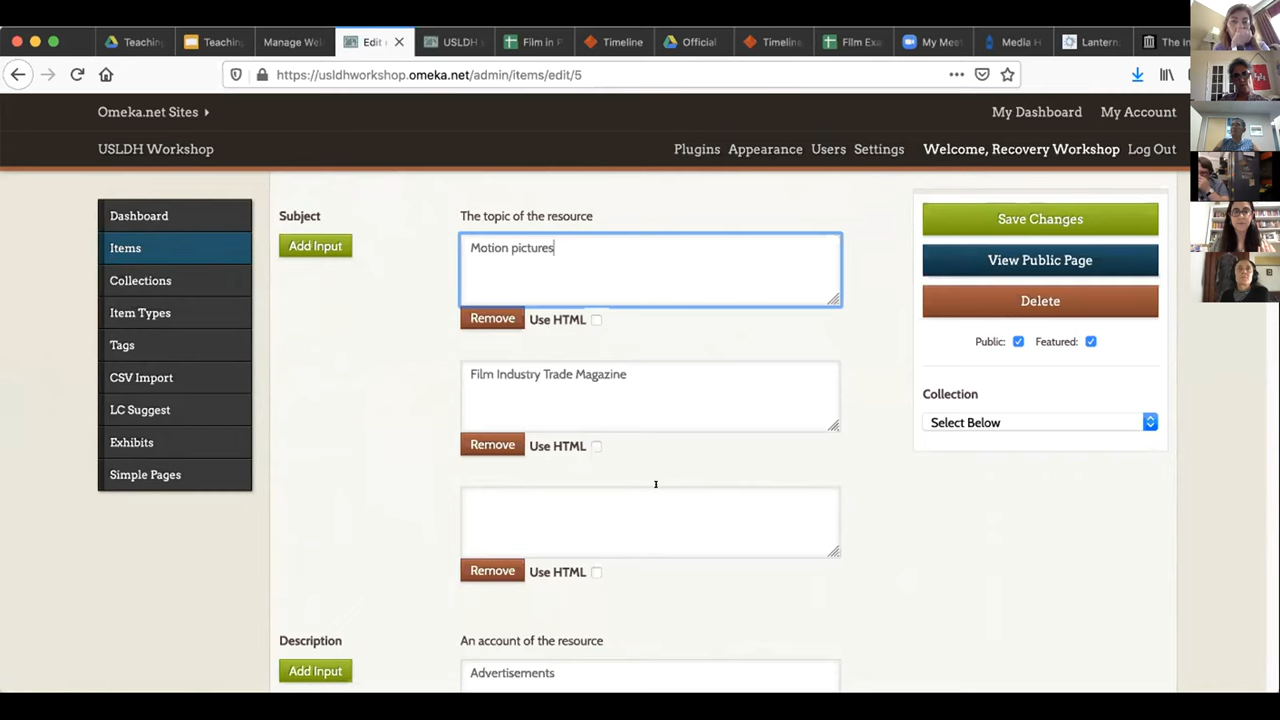 Teaching
Teaching
Manage Wel
Edit
USLDH
Film in P
Timeline
Official
Timeline
Film Exa
My Mee
Media H
Lantern
The In
https://usldhworkshop.omeka.net/admin/items/edit/5
Omeka.net Sites
My Dashboard
My Account
USLDH Workshop
Plugins
Appearance
Users
Settings
Welcome, Recovery Workshop
Log Out
Dashboard
Items
Collections
Item Types
Tags
CSV Import
LC Suggest
Exhibits
Simple Pages
Subject
Add Input
The topic of the resource
Motion pictures
Remove
Use HTML
Film Industry Trade Magazine
Remove
Use HTML
Remove
Use HTML
Description
Add Input
An account of the resource
Advertisements
Save Changes
View Public Page
Delete
Public:
Featured:
Collection
Select Below